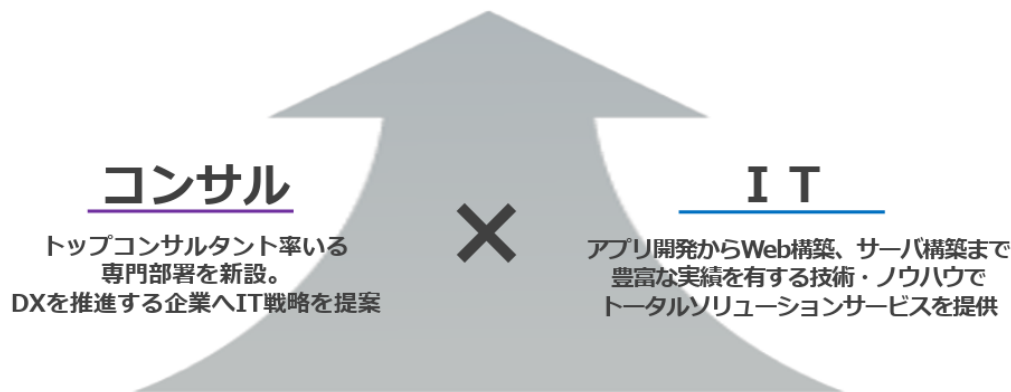 コンサル
トップコンサルタント率いる
専門部署を新設。
DXを推進する企業へIT戦略を提案
×
ＩＴ
アプリ開発からWeb構築、サーバ構築まで
豊富な実績を有する技術・ノウハウで
トータルソリューションサービスを提供